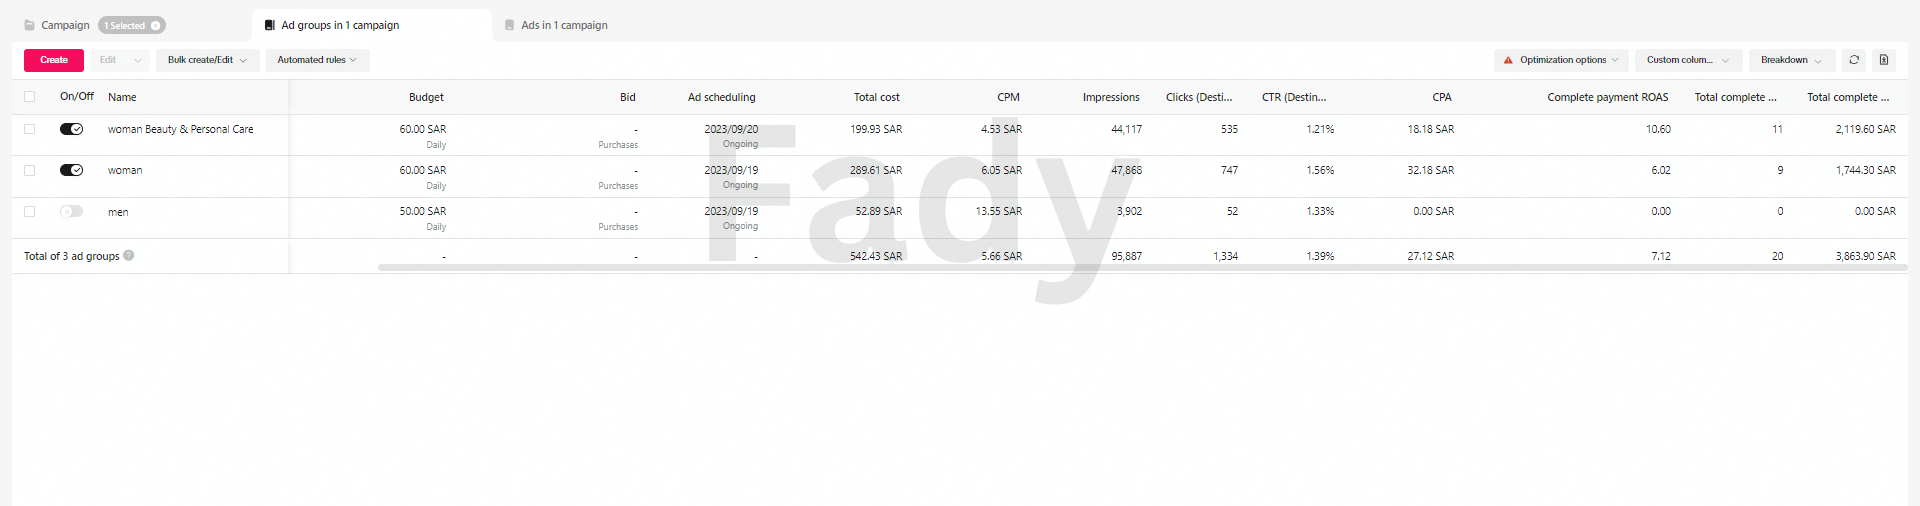 Campaign 1 Selected Ad groups in 1 campaign Ads in 1 campaign
Create Edit Bulk create/Edit Automated rules Optimization options Custom colum... Breakdown
On/Off Name Budget Bid Ad scheduling Total cost CPM Impressions Clicks (Desti... CTR (Destin... CPA Complete payment ROAS Total complete ... Total complete ...
woman Beauty & Personal Care 60.00 SAR - 2023/09/20 199.93 SAR 4.53 SAR 44,117 535 1.21% 18.18 SAR 10.60 11 2,119.60 SAR
Daily Purchases Ongoing
woman 60.00 SAR - 2023/09/19 289.61 SAR 6.05 SAR 47,868 747 1.56% 32.18 SAR 6.02 9 1,744.30 SAR
Daily Purchases Ongoing
men 50.00 SAR - 2023/09/19 52.89 SAR 13.55 SAR 3,902 52 1.33% 0.00 SAR 0.00 0 0.00 SAR
Daily Purchases Ongoing
Total of 3 ad groups - - - 542.43 SAR 5.66 SAR 95,887 1,334 1.39% 27.12 SAR 7.12 20 3,863.90 SAR
Fady